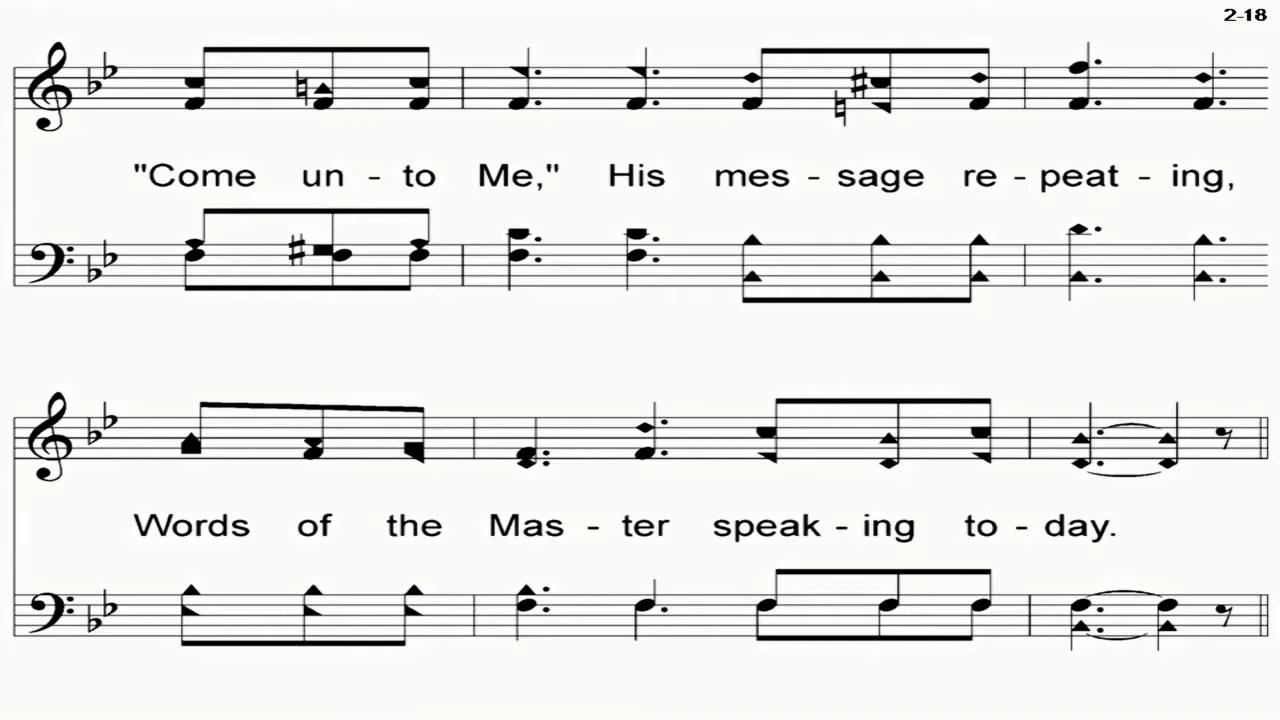 2-18
"Come un - to Me," His mes - sage re - peat - ing,
Words of the Mas - ter speak - ing to - day.